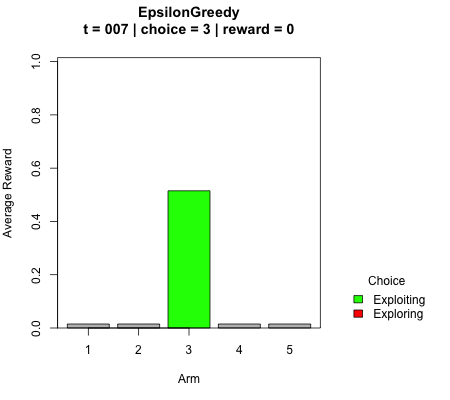 EpsilonGreedy
t = 007 | choice = 3 | reward = 0
Average Reward
1.0
0.8
0.6
0.4
0.2
0.0
1 2 3 4 5
Arm
Choice
Exploiting
Exploring